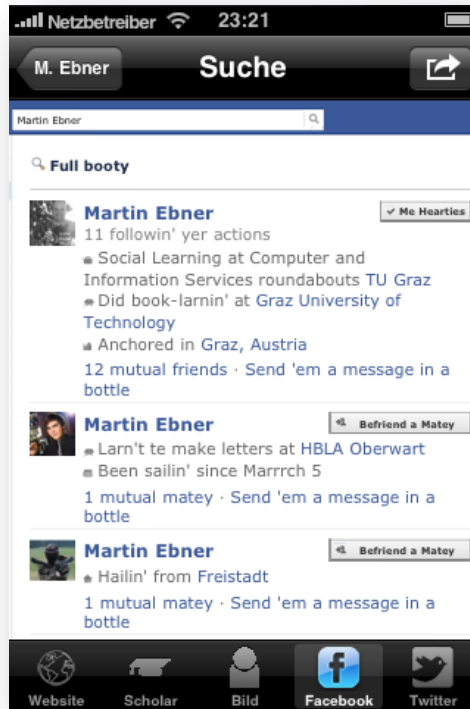 Netzbetreiber 23:21
M. Ebner Suche
Martin Ebner
Full booty
Martin Ebner
✓ Me Hearties
11 followin' yer actions
Social Learning at Computer and
Information Services roundabouts TU Graz
Did book-larnin' at Graz University of
Technology
Anchored in Graz, Austria
12 mutual friends · Send 'em a message in a
bottle
Martin Ebner
Befriend a Matey
Larn't te make letters at HBLA Oberwart
Been sailin' since Marrrch 5
1 mutual matey · Send 'em a message in a
bottle
Martin Ebner
Befriend a Matey
Hailin' from Freistadt
1 mutual matey · Send 'em a message in a
bottle
Website Scholar Bild Facebook Twitter